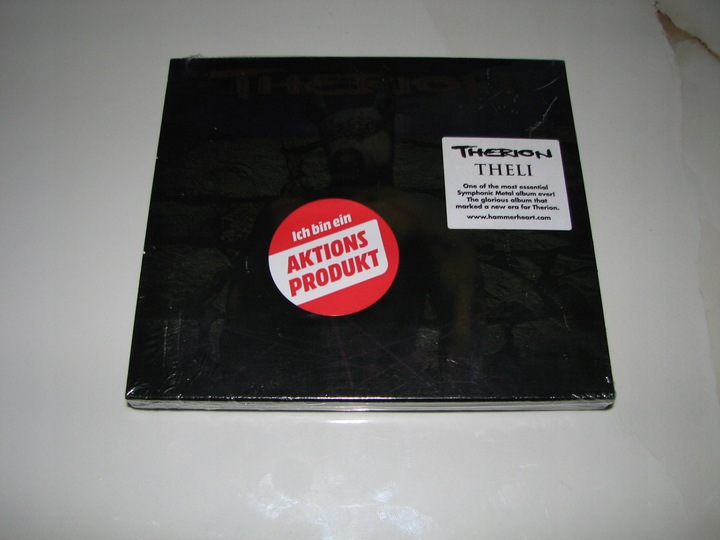 THERION
THERION
THELI
One of the most essential
Symphonic Metal album ever!
The glorious album that
marked a new era for Therion.
www.hammerheart.com
Ich bin ein
AKTIONS
PRODUKT